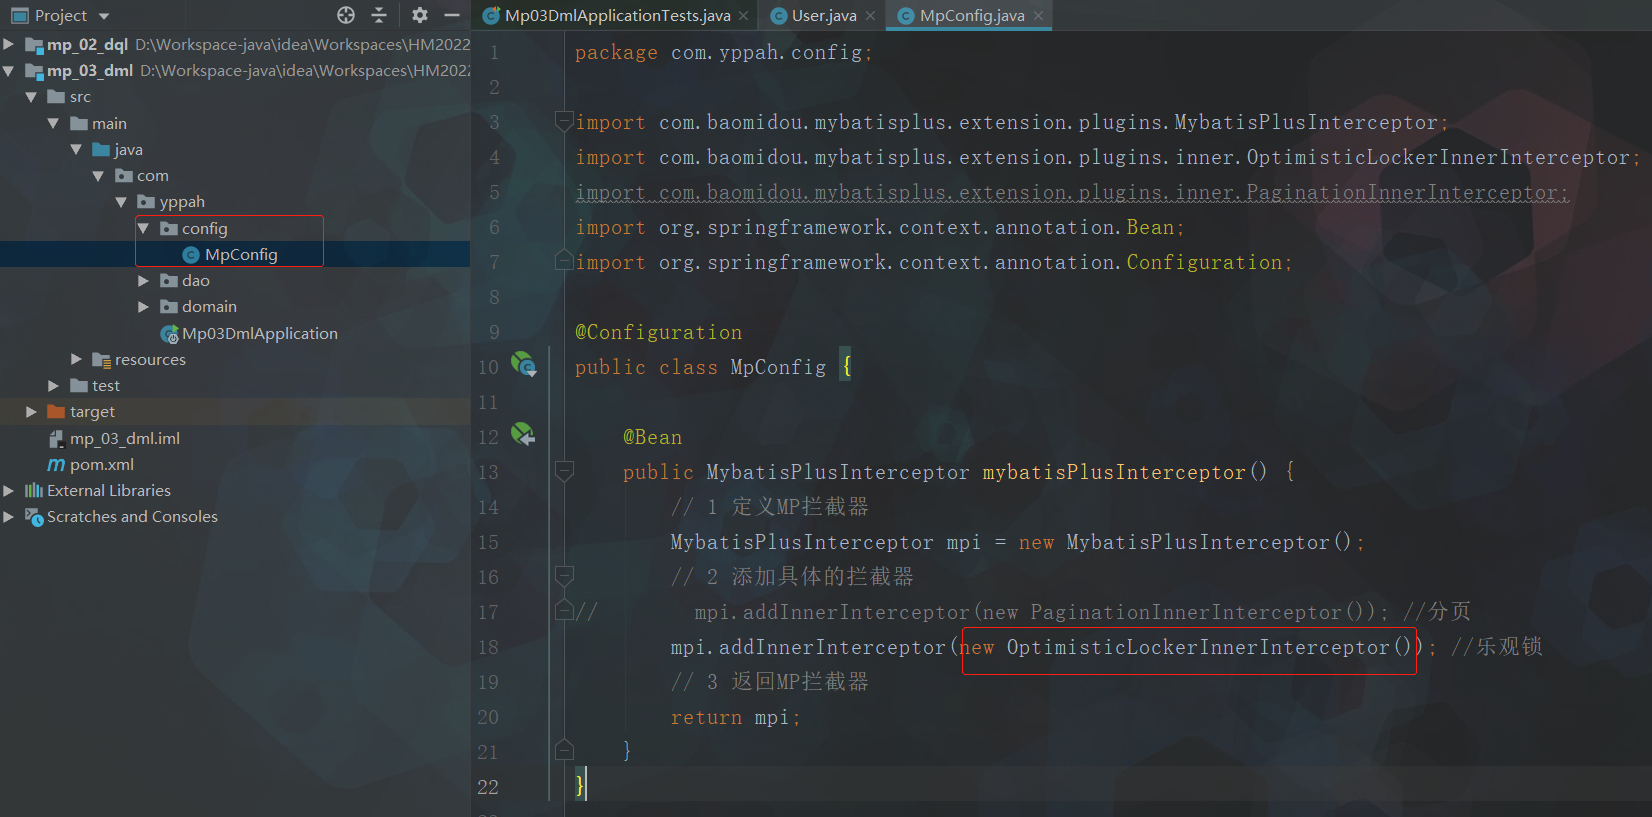 Project
mp_02_dql D:\Workspace-java\idea\Workspaces\HM2022
mp_03_dml D:\Workspace-java\idea\Workspaces\HM202
src
main
java
com
yppah
config
MpConfig
dao
domain
Mp03DmlApplication
resources
test
target
mp_03_dml.iml
pom.xml
External Libraries
Scratches and Consoles
Mp03DmlApplicationTests.java User.java MpConfig.java
1 package com.yppah.config;
2
3 import com.baomidou.mybatisplus.extension.plugins.MybatisPlusInterceptor;
4 import com.baomidou.mybatisplus.extension.plugins.inner.OptimisticLockerInnerInterceptor;
5 import com.baomidou.mybatisplus.extension.plugins.inner.PaginationInnerInterceptor;
6 import org.springframework.context.annotation.Bean;
7 import org.springframework.context.annotation.Configuration;
8
9 @Configuration
10 public class MpConfig {
11
12 @Bean
13 public MybatisPlusInterceptor mybatisPlusInterceptor() {
14 // 1 定义MP拦截器
15 MybatisPlusInterceptor mpi = new MybatisPlusInterceptor();
16 // 2 添加具体的拦截器
17 // mpi.addInnerInterceptor(new PaginationInnerInterceptor()); //分页
18 mpi.addInnerInterceptor(new OptimisticLockerInnerInterceptor()); //乐观锁
19 // 3 返回MP拦截器
20 return mpi;
21 }
22 }